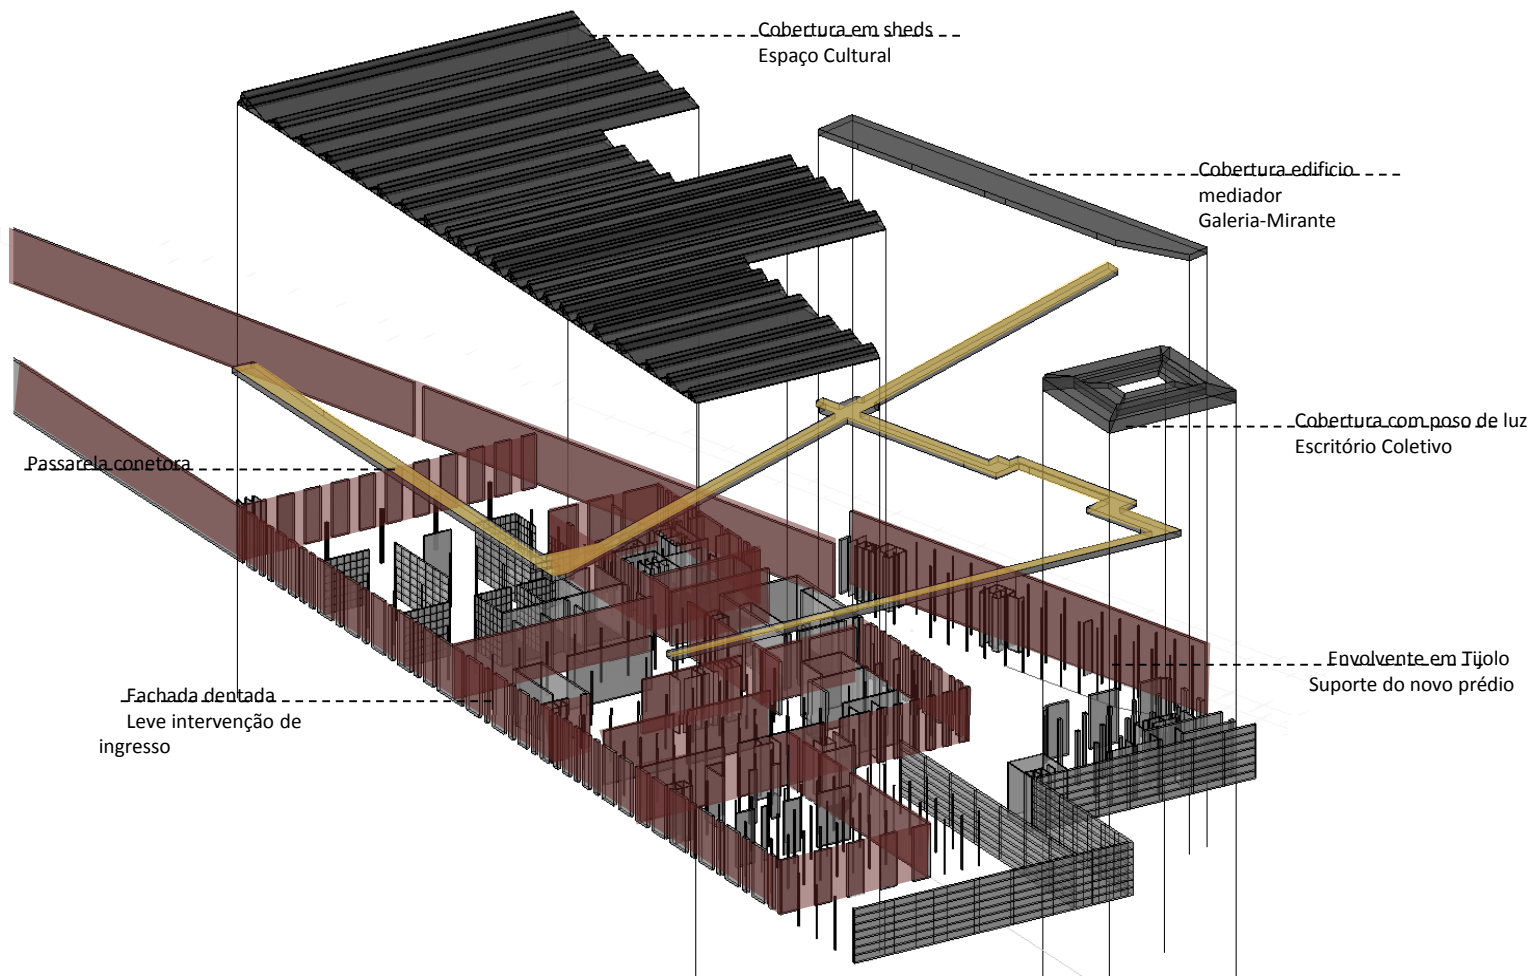 Cobertura em sheds
Espaço Cultural
Cobertura edificio
mediador
Galeria-Mirante
Cobertura com poso de luz
Escritório Coletivo
Passarela conetora
Envolvente em Tijolo
Suporte do novo prédio
Fachada dentada
Leve intervenção de
ingresso